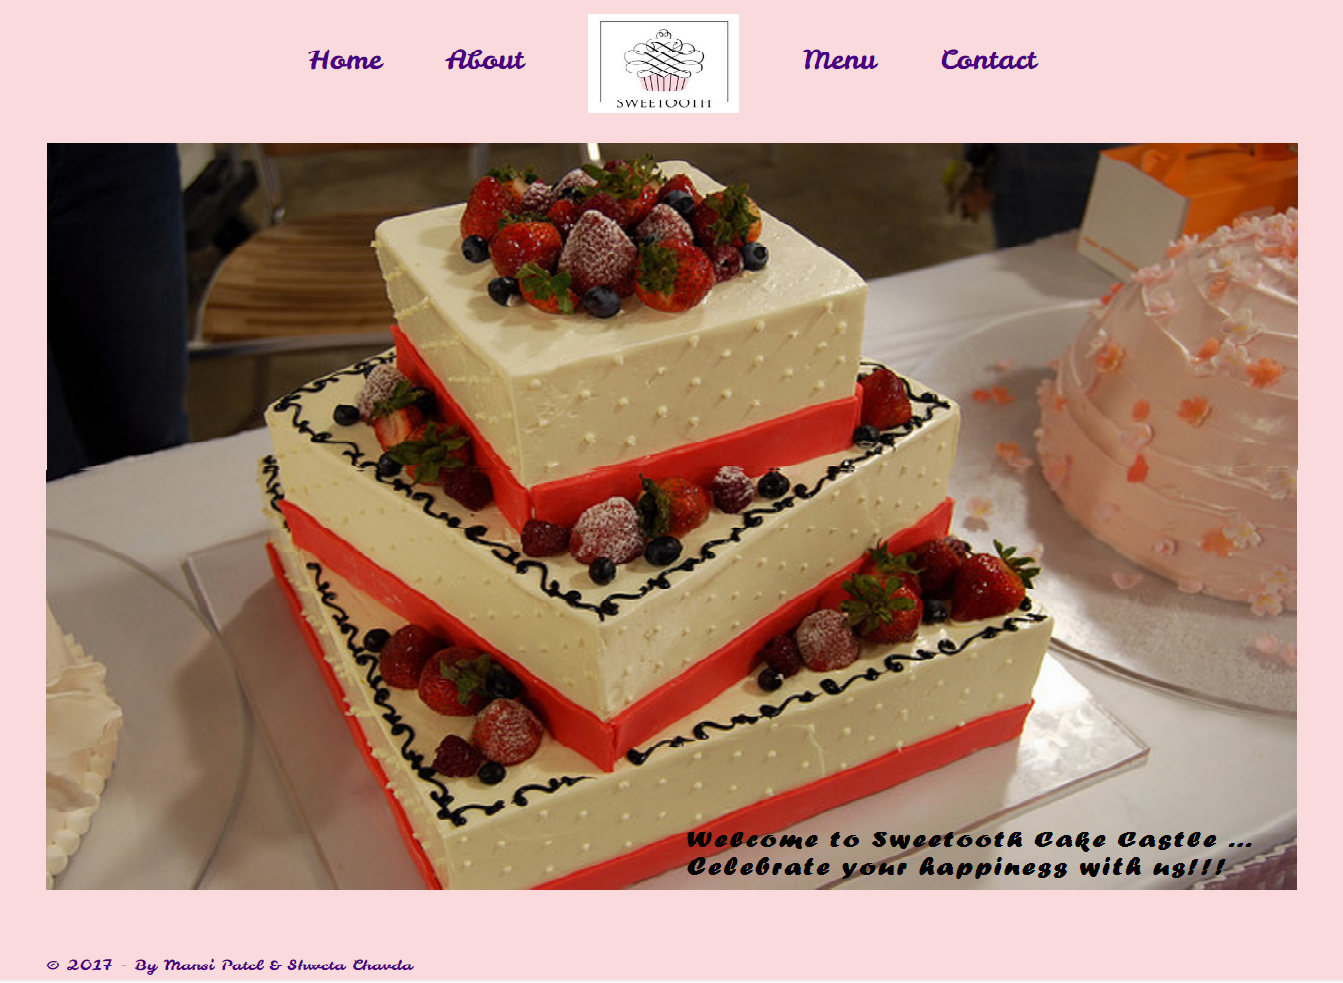 Home About SWEETOOTH Menu Contact
Welcome to Sweetooth Cake Castle ...
Celebrate your happiness with us!!!
© 2017 - By Mansi Patel & Shweta Chavda